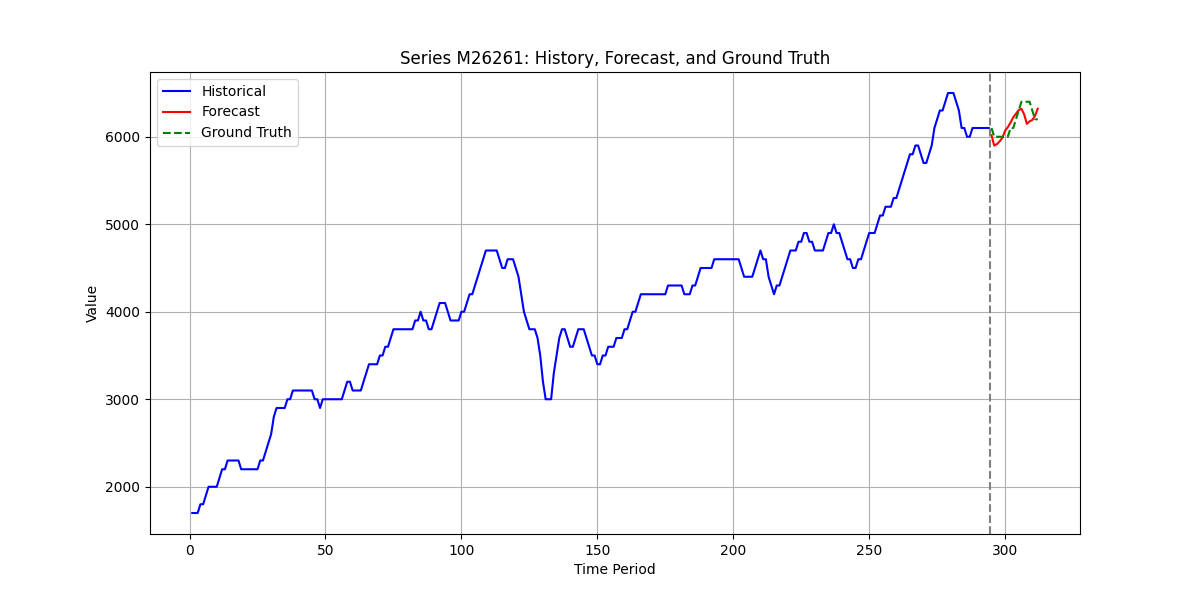 Series M26261: History, Forecast, and Ground Truth
Historical
Forecast
Ground Truth
6000
5000
4000
3000
2000
Value
0 50 100 150 200 250 300
Time Period